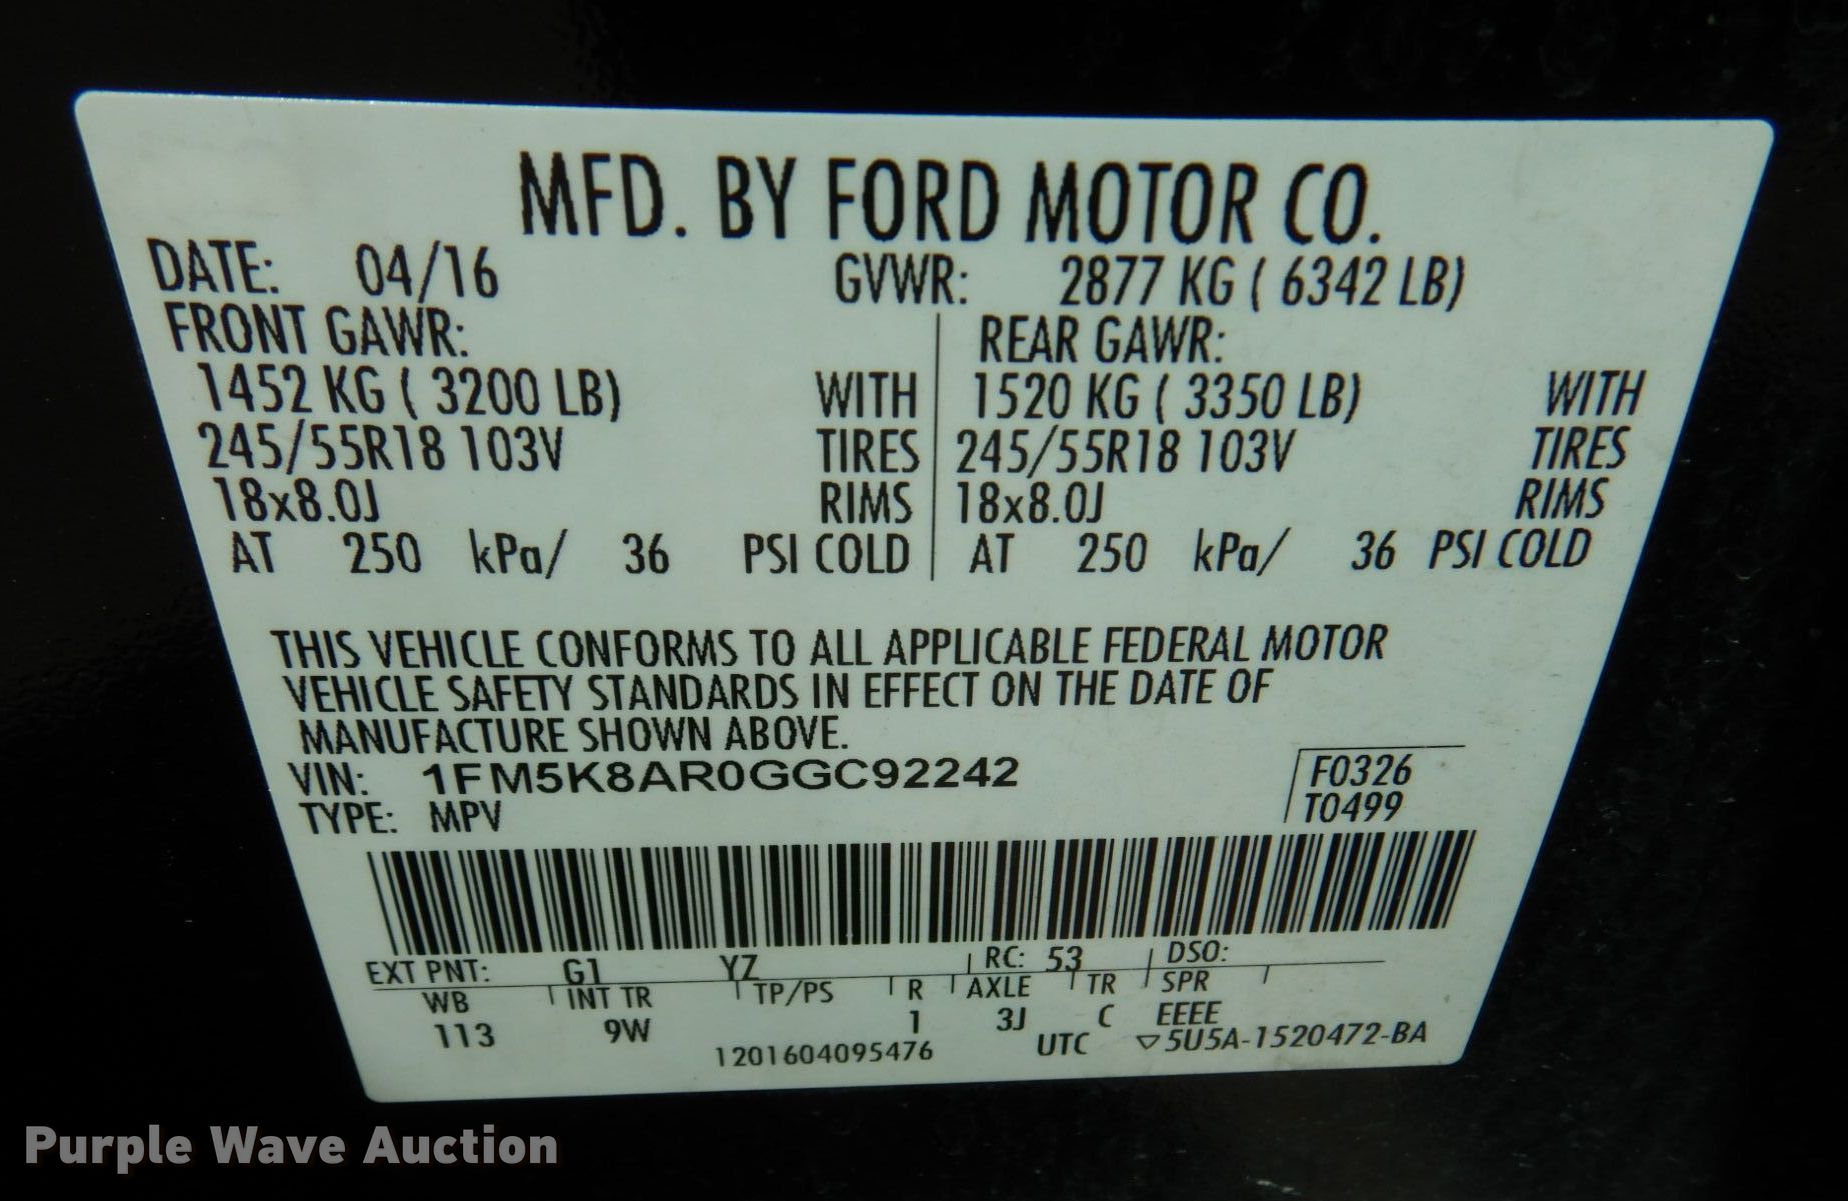 MFD. BY FORD MOTOR CO.
DATE: 04/16 GVWR: 2877 KG ( 6342 LB)
FRONT GAWR: REAR GAWR:
1452 KG ( 3200 LB) WITH 1520 KG ( 3350 LB) WITH
245/55R18 103V TIRES 245/55R18 103V TIRES
18x8.0J RIMS 18x8.0J RIMS
AT 250 kPa/ 36 PSI COLD AT 250 kPa/ 36 PSI COLD
THIS VEHICLE CONFORMS TO ALL APPLICABLE FEDERAL MOTOR
VEHICLE SAFETY STANDARDS IN EFFECT ON THE DATE OF
MANUFACTURE SHOWN ABOVE.
VIN: 1FM5K8AR0GGC92242 F0326
TYPE: MPV T0499
EXT PNT: G1 YZ RC: 53 DSO:
WB INT TR TP/PS R AXLE TR SPR
113 9W 1 3J C EEEE
1201604095476 UTC ▽5U5A-1520472-BA
Purple Wave Auction